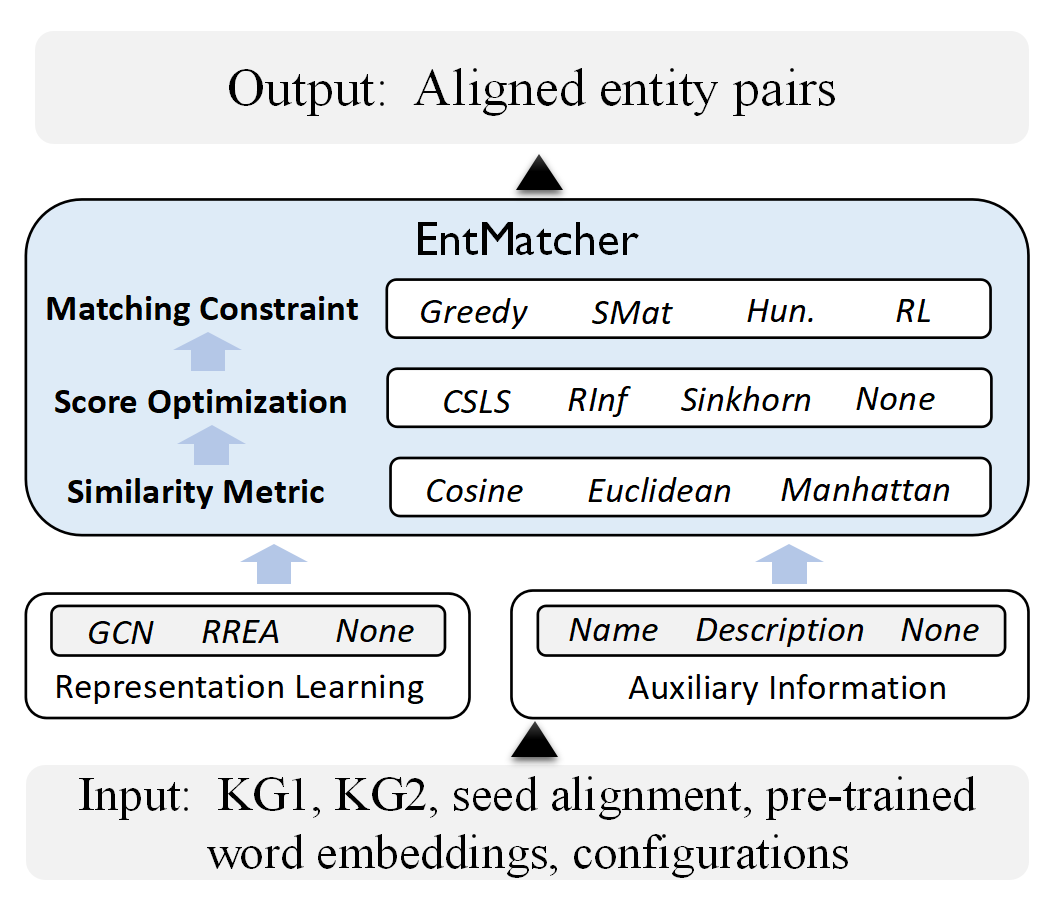 Output: Aligned entity pairs
EntMatcher
Matching Constraint
Greedy SMat Hun. RL
Score Optimization
CSLS RInf Sinkhorn None
Similarity Metric
Cosine Euclidean Manhattan
GCN RREA None
Representation Learning
Name Description None
Auxiliary Information
Input: KG1, KG2, seed alignment, pre-trained
word embeddings, configurations